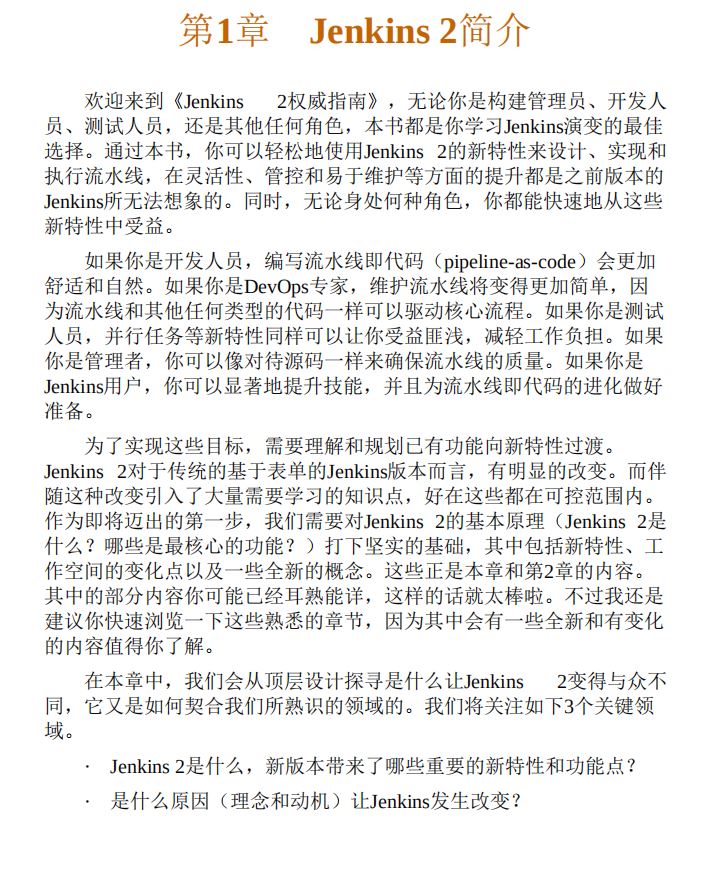 第1章 Jenkins 2简介
欢迎来到《Jenkins 2权威指南》，无论你是构建管理员、开发人
员、测试人员，还是其他任何角色，本书都是你学习Jenkins演变的最佳
选择。通过本书，你可以轻松地使用Jenkins 2的新特性来设计、实现和
执行流水线，在灵活性、管控和易于维护等方面的提升都是之前版本的
Jenkins所无法想象的。同时，无论身处何种角色，你都能快速地从这些
新特性中受益。
如果你是开发人员，编写流水线即代码（pipeline-as-code）会更加
舒适和自然。如果你是DevOps专家，维护流水线将变得更加简单，因
为流水线和其他任何类型的代码一样可以驱动核心流程。如果你是测试
人员，并行任务等新特性同样可以让你受益匪浅，减轻工作负担。如果
你是管理者，你可以像对待源码一样来确保流水线的质量。如果你是
Jenkins用户，你可以显著地提升技能，并且为流水线即代码的进化做好
准备。
为了实现这些目标，需要理解和规划已有功能向新特性过渡。
Jenkins 2对于传统的基于表单的Jenkins版本而言，有明显的改变。而伴
随这种改变引入了大量需要学习的知识点，好在这些都在可控范围内。
作为即将迈出的第一步，我们需要对Jenkins 2的基本原理（Jenkins 2是
什么？哪些是最核心的功能？）打下坚实的基础，其中包括新特性、工
作空间的变化点以及一些全新的概念。这些正是本章和第2章的内容。
其中的部分内容你可能已经耳熟能详，这样的话就太棒啦。不过我还是
建议你快速浏览一下这些熟悉的章节，因为其中会有一些全新和有变化
的内容值得你了解。
在本章中，我们会从顶层设计探寻是什么让Jenkins 2变得与众不
同，它又是如何契合我们所熟识的领域的。我们将关注如下3个关键领
域。
· Jenkins 2是什么，新版本带来了哪些重要的新特性和功能点？
· 是什么原因（理念和动机）让Jenkins发生改变？